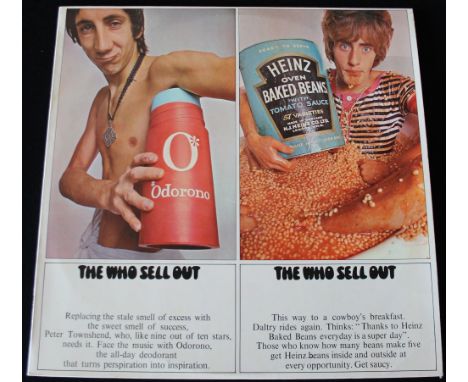 O*
Odorono
HEINZ
OVEN
BAKED BEANS
TOMATO SAUCE
57 VARIETIES
H.J. HEINZ CO. LTD.
THE WHO SELL OUT
Replacing the stale smell of excess with
the sweet smell of success,
Peter Townshend, who, like nine out of ten stars,
needs it. Face the music with Odorono,
the all-day deodorant
that turns perspiration into inspiration.
THE WHO SELL OUT
This way to a cowboy's breakfast.
Daltry rides again. Thinks: "Thanks to Heinz
Baked Beans everyday is a super day".
Those who know how many beans make five
get Heinz beans inside and outside at
every opportunity. Get saucy.